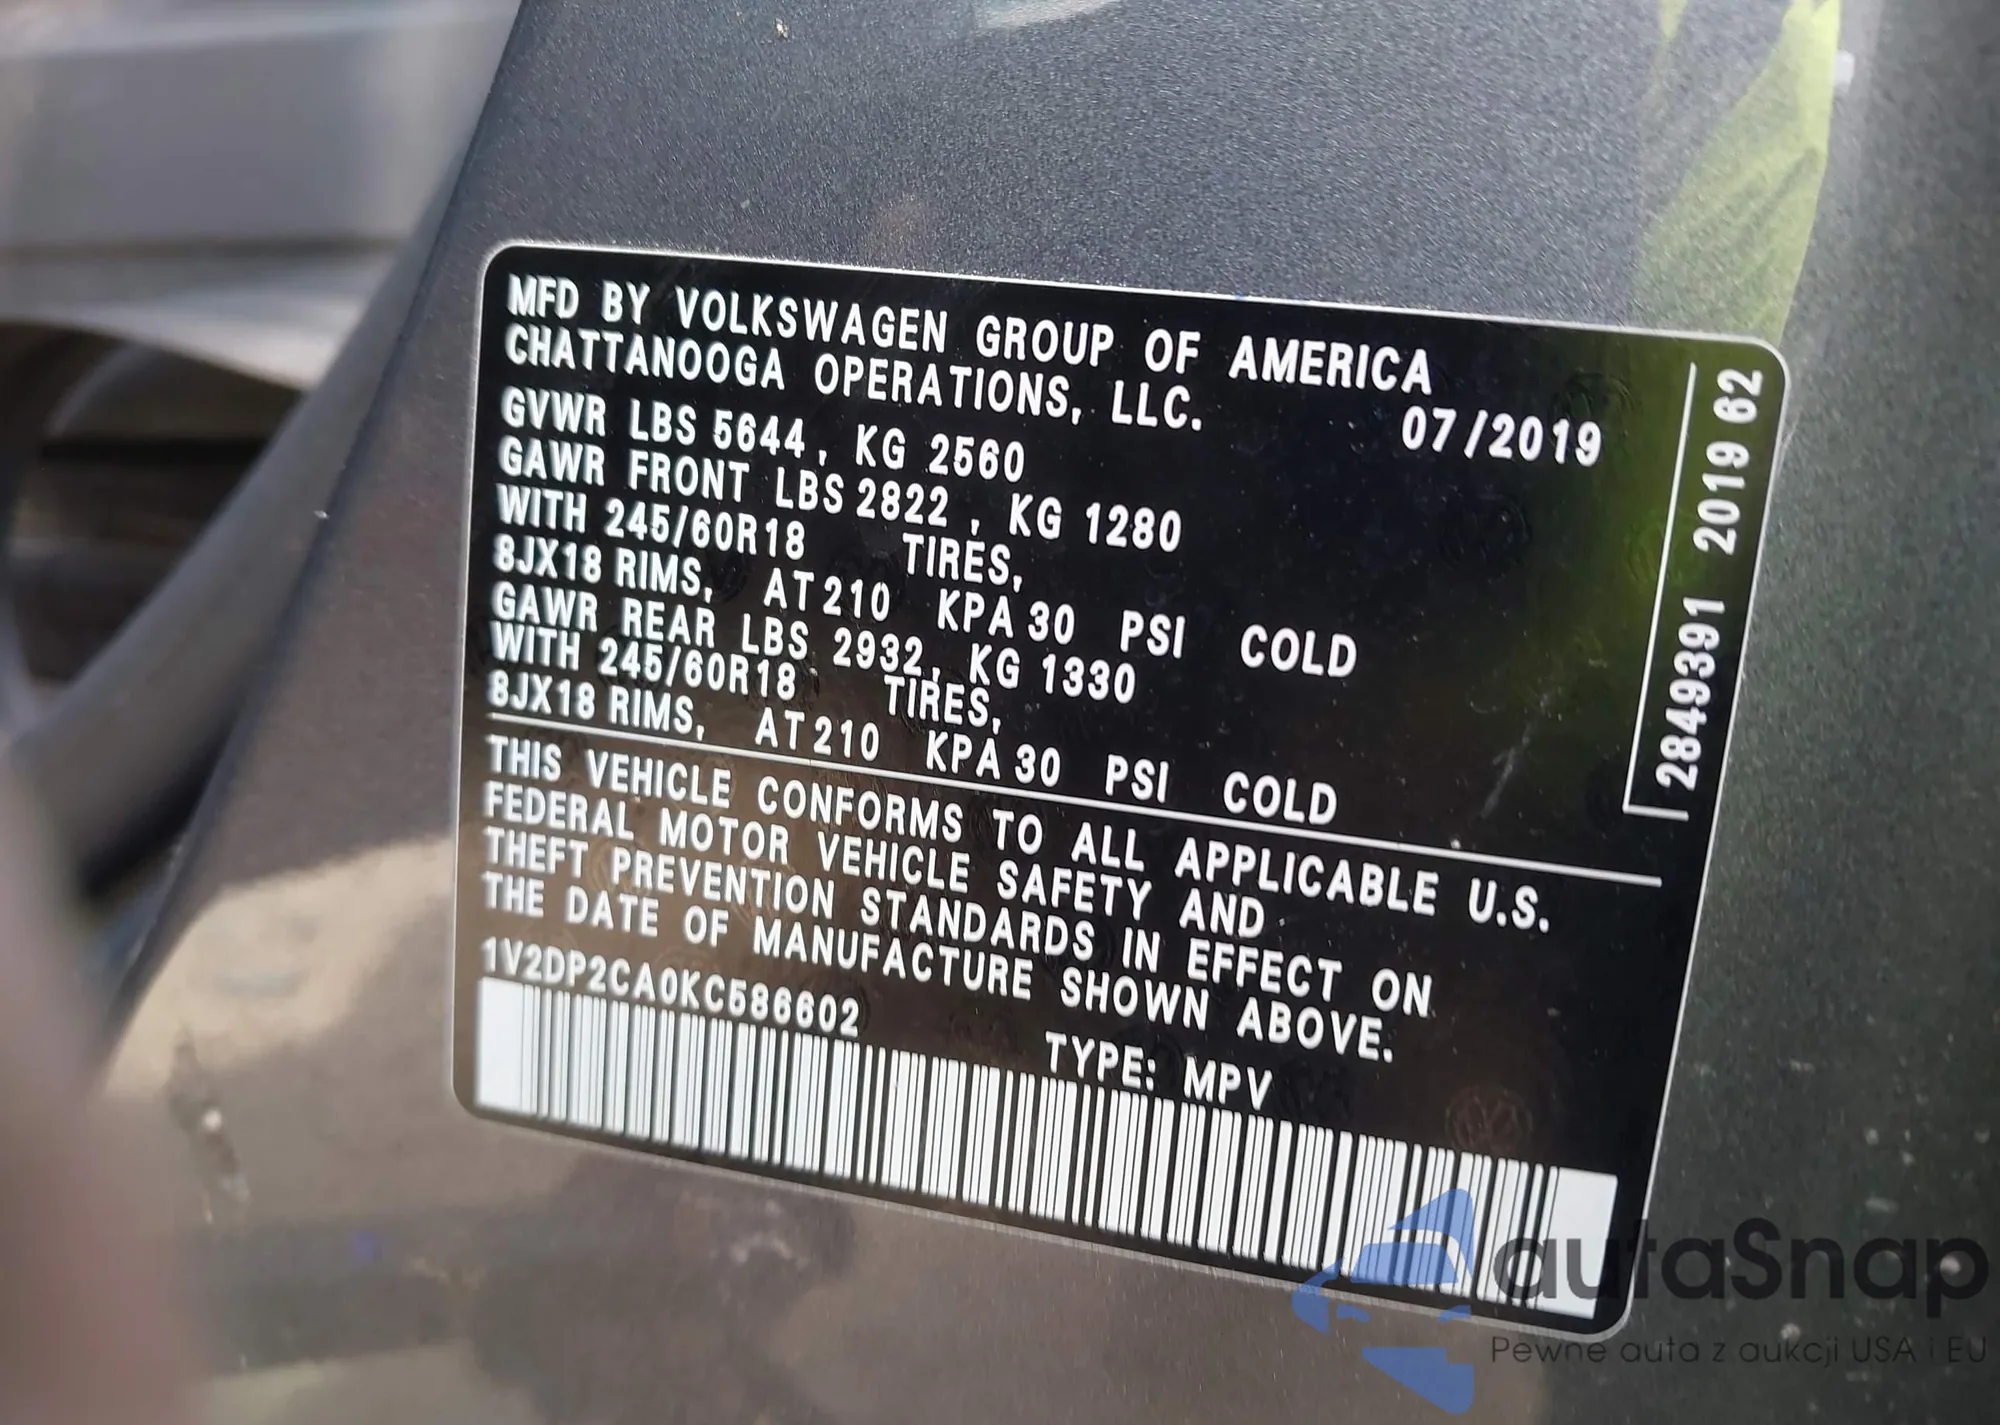 MFD BY VOLKSWAGEN GROUP OF AMERICA
CHATTANOOGA OPERATIONS, LLC.
07/2019
GVWR LBS 5644, KG 2560
GAWR FRONT LBS 2822, KG 1280
WITH 245/60R18 TIRES,
8JX18 RIMS, AT 210 KPA 30 PSI COLD
GAWR REAR LBS 2932, KG 1330
WITH 245/60R18 TIRES,
8JX18 RIMS, AT 210 KPA 30 PSI COLD
THIS VEHICLE CONFORMS TO ALL APPLICABLE U.S.
FEDERAL MOTOR VEHICLE SAFETY AND
THEFT PREVENTION STANDARDS IN EFFECT ON
THE DATE OF MANUFACTURE SHOWN ABOVE.
1V2DP2CA0KC586602
TYPE: MPV
2849391 2019 62
autaSnap
Pewne auta z aukcji USA i EU